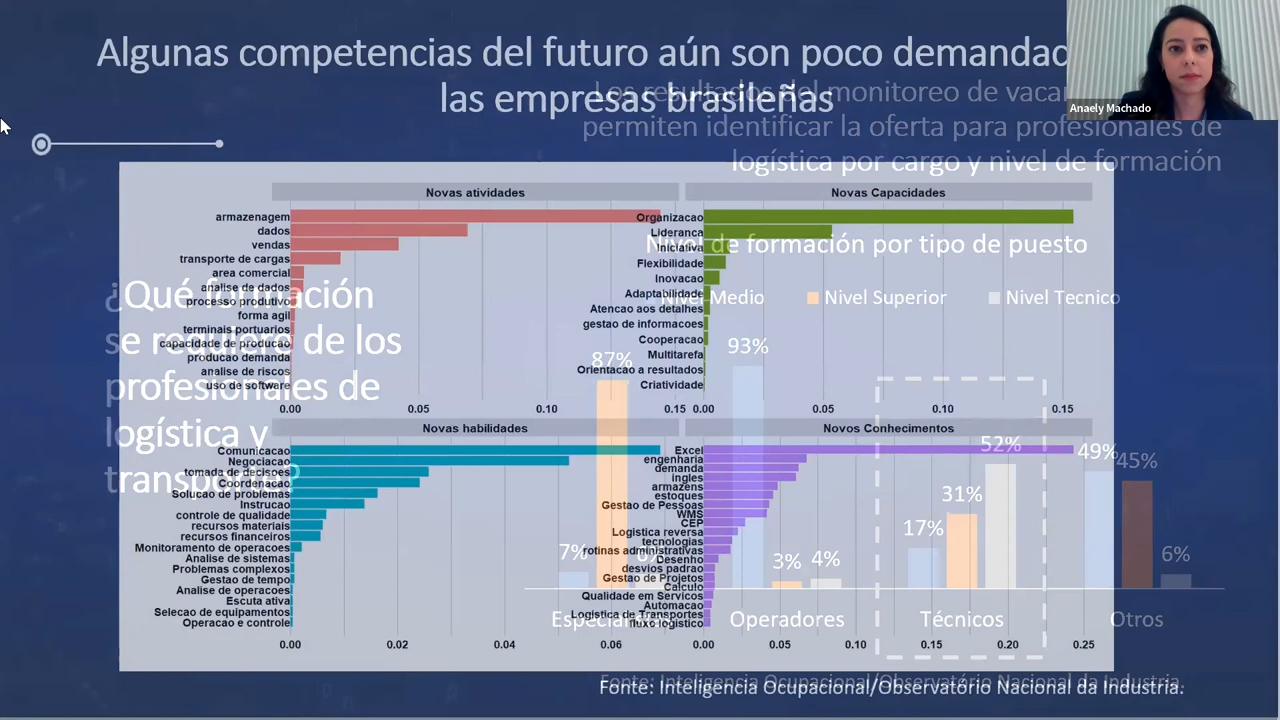 Algunas competencias del futuro aún son poco
las empresas brasileñas
Los resultados del monitoreo de
permiten identificar la oferta para profesionales de
logística por cargo y nivel de formación
Anaely Machado
¿Qué formación
se requiere de los
profesionales de
logística y
Nivel de formación por tipo de puesto
Nivel Medio
Nivel Superior
Nivel Tecnico
7%
87%
6%
93%
3%
4%
17%
31%
52%
49%
45%
6%
Operadores
Técnicos
Otros
Novas atividades
armazenagem
dados
vendas
transporte de cargas
area comercial
analise de dados
processo produtivo
forma agil
terminais portuarios
capacidade de producao
producao demanda
analise de riscos
uso de software
0.00 0.05 0.10 0.15
Novas Capacidades
Organizacao
Lideranca
Iniciativa
Flexibilidade
Inovacao
Adaptabilidade
Atencao aos detalhes
gestao de informacoes
Cooperacao
Multitarefa
Orientacao a resultados
Criatividade
0.00 0.05 0.10 0.15
Novas habilidades
Comunicacao
Negociacao
tomada de decisoes
Coordenacao
Solucao de problemas
Instrucao
controle de qualidade
recursos materiais
recursos financeiros
Monitoramento de operacoes
Analise de sistemas
Problemas complexos
Gestao de tempo
Analise de operacoes
Escuta ativa
Selecao de equipamentos
Operacao e controle
0.00 0.02 0.04 0.06
Novos Conhecimentos
Excel
engenharia
demanda
ingles
armazens
estoques
Gestao de Pessoas
WMS
CEP
Logistica reversa
tecnologias
rotinas administrativas
Desenho
desvios padrao
Gestao de Projetos
Calculo
Qualidade em Servicos
Automacao
Logistica de Transportes
fluxo logistico
0.00 0.05 0.10 0.15 0.20 0.25
Fonte: Inteligencia Ocupacional/Observatório Nacional da Industria.
Fonte: Inteligencia Ocupacional/Observatório Nacional da Industria.